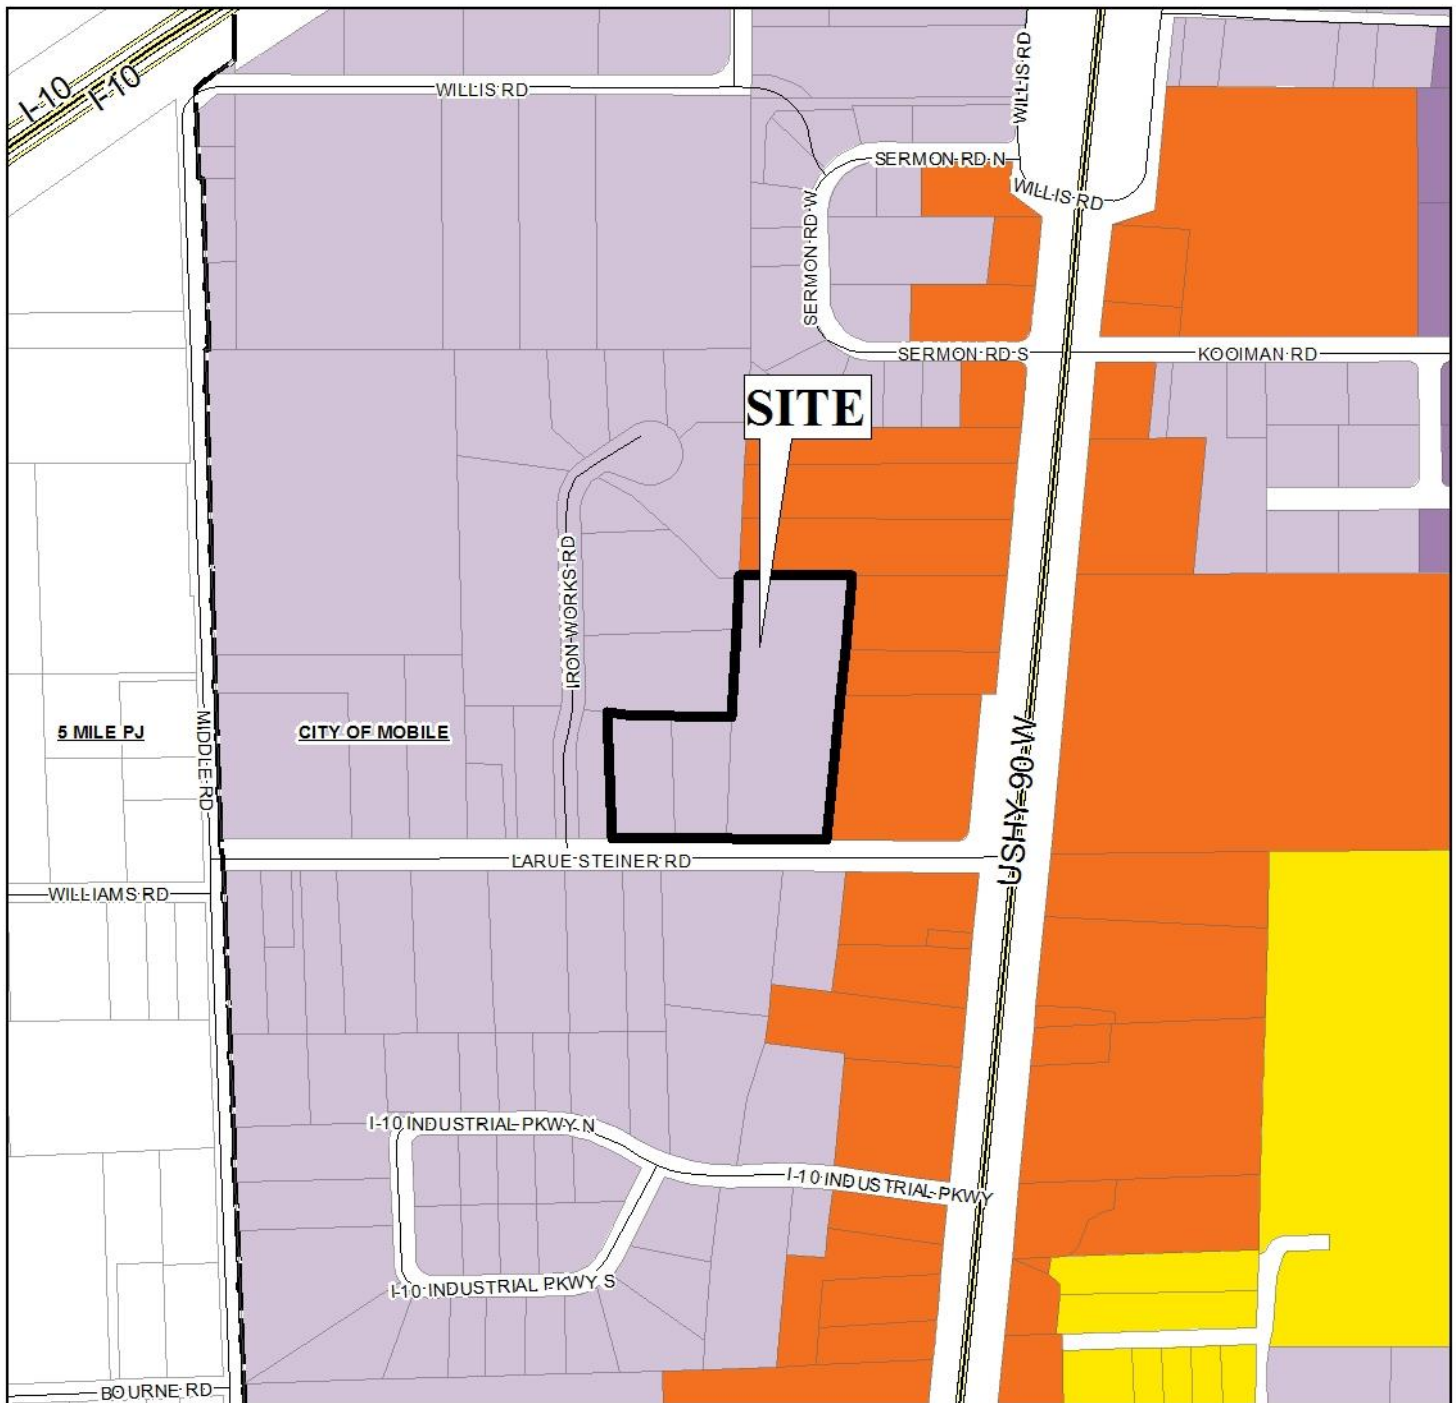 I-10
I-10
WILLIS RD
WILLIS RD
SERMON RD N
WILLIS RD
SERMON RD W
SERMON RD S
KOOIMAN RD
SITE
IRON WORKS RD
5 MILE PJ
MIDDLE RD
CITY OF MOBILE
USHY 90 W
LARUE STEINER RD
WILLIAMS RD
I-10 INDUSTRIAL PKWY N
I-10 INDUSTRIAL PKWY
I-10 INDUSTRIAL PKWY S
BOURNE RD